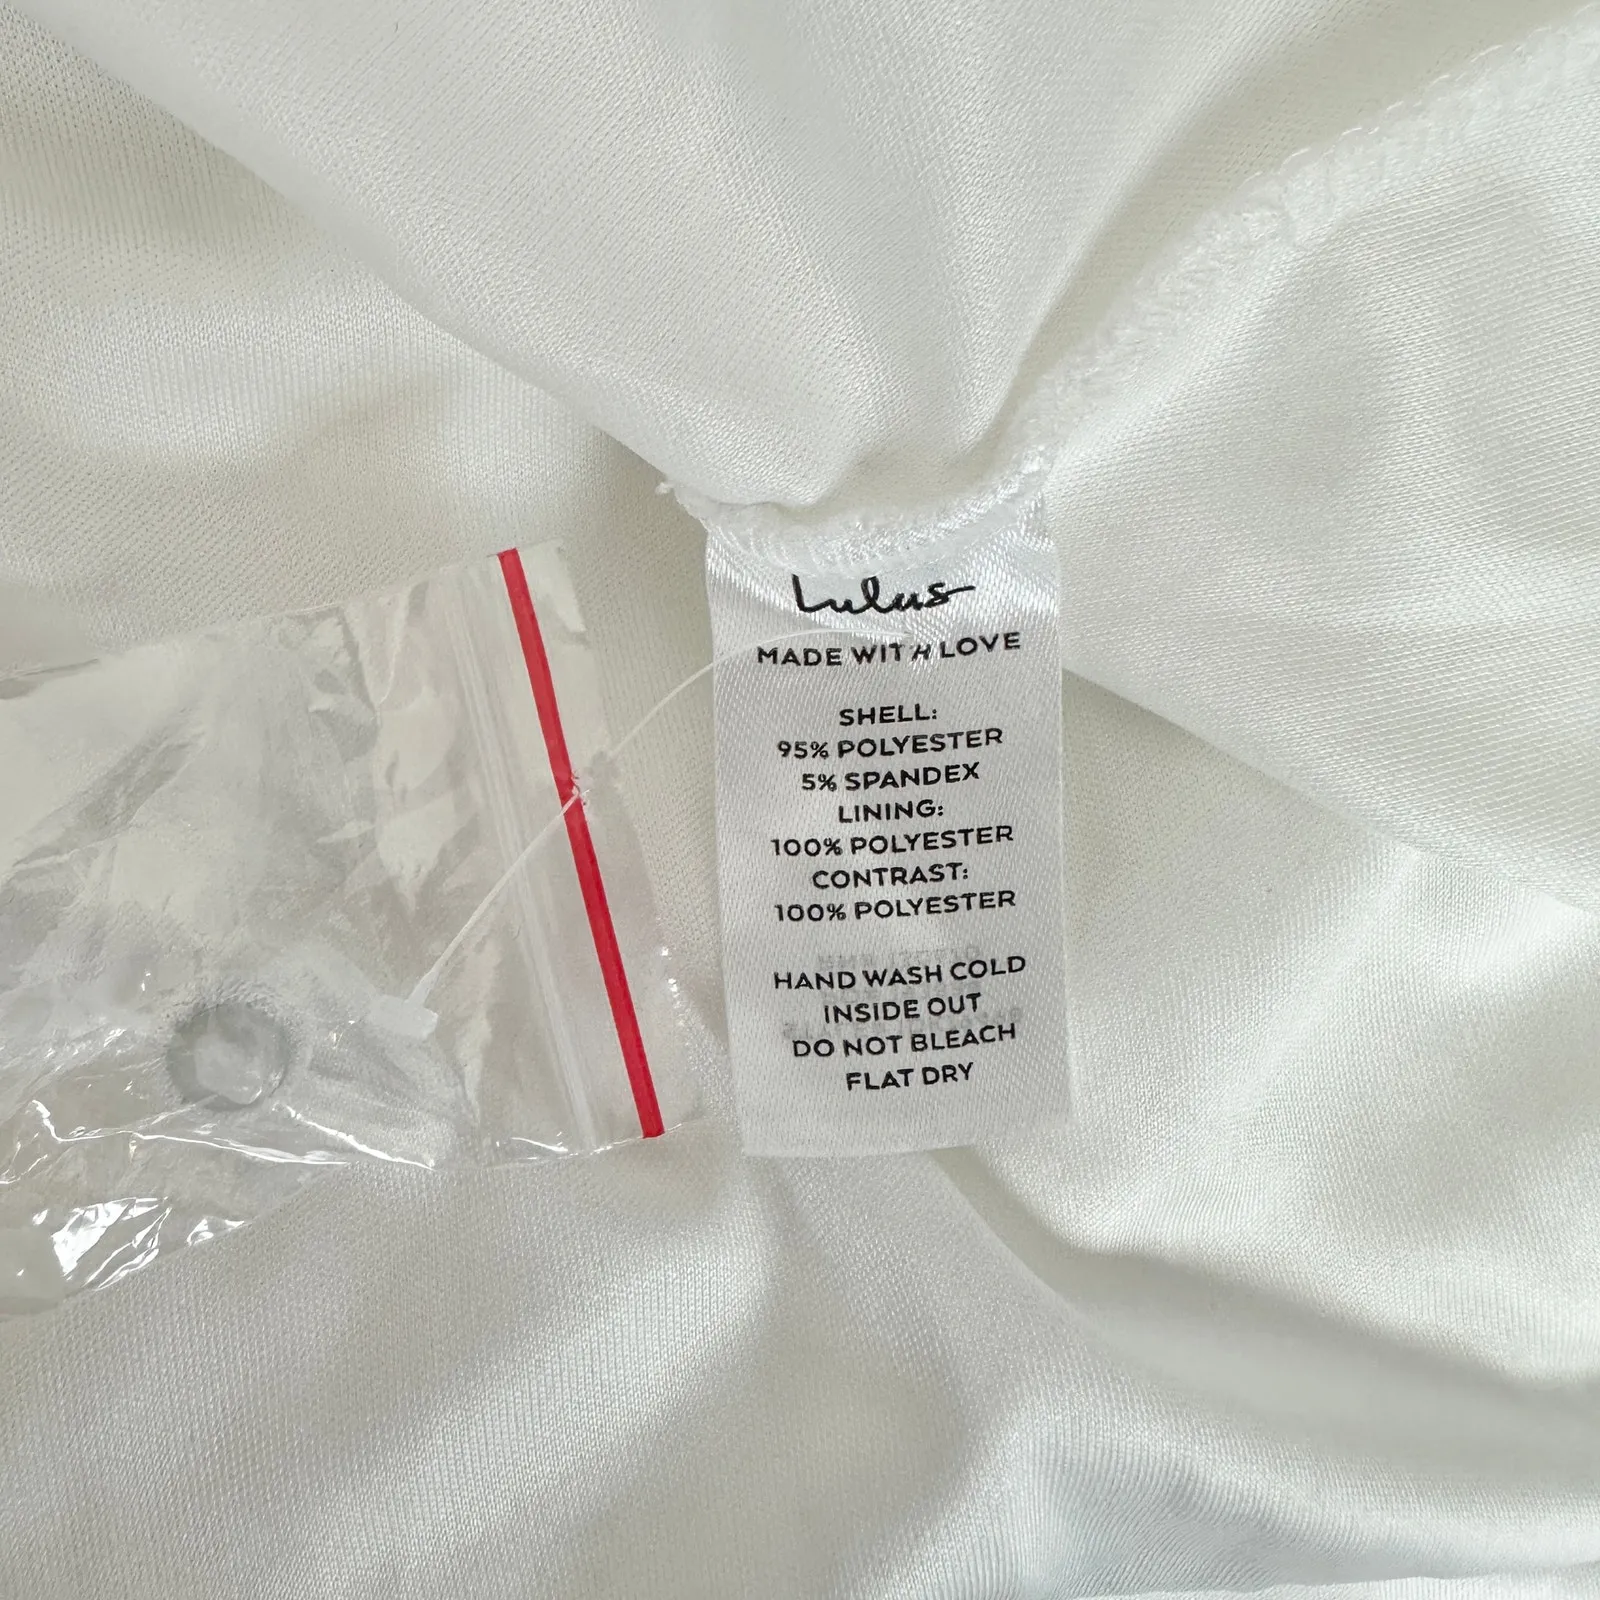 Lulus
MADE WITH LOVE
SHELL:
95% POLYESTER
5% SPANDEX
LINING:
100% POLYESTER
CONTRAST:
100% POLYESTER
HAND WASH COLD
INSIDE OUT
DO NOT BLEACH
FLAT DRY